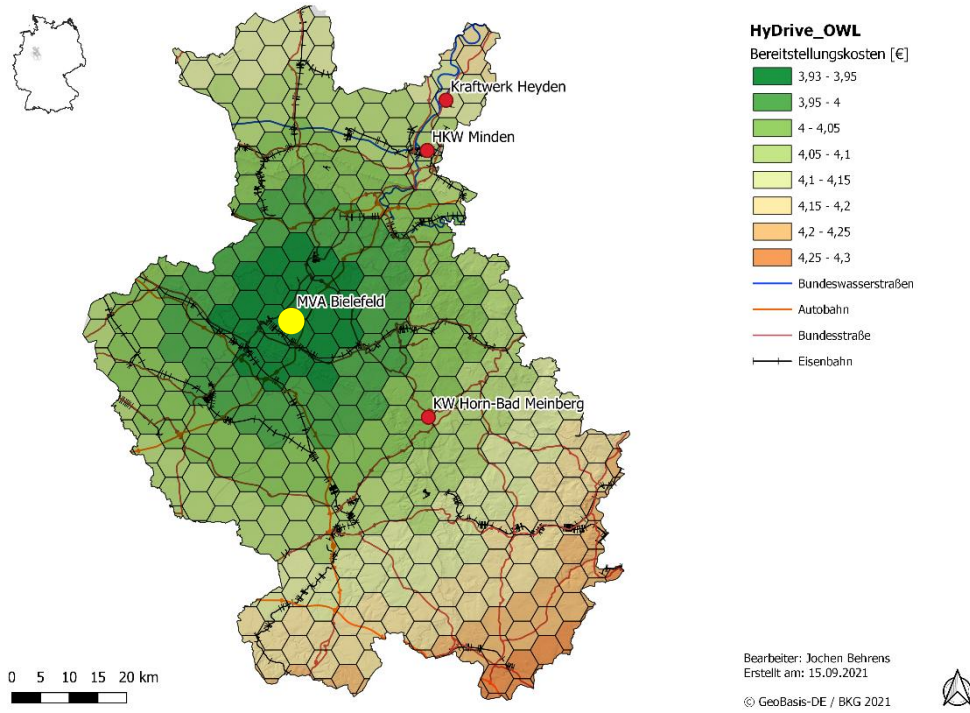 HyDrive_OWL
Bereitstellungskosten [€]
3,93 - 3,95
3,95 - 4
4 - 4,05
4,05 - 4,1
4,1 - 4,15
4,15 - 4,2
4,2 - 4,25
4,25 - 4,3
Bundeswasserstraßen
Autobahn
Bundesstraße
Eisenbahn
Kraftwerk Heyden
HKW Minden
MVA Bielefeld
KW Horn-Bad Meinberg
0 5 10 15 20 km
Bearbeiter: Jochen Behrens
Erstellt am: 15.09.2021
© GeoBasis-DE / BKG 2021